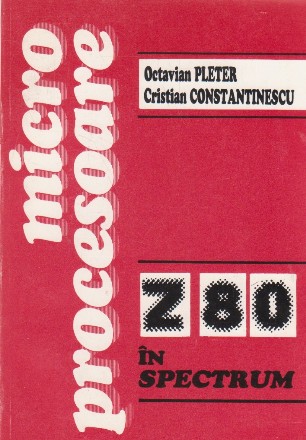 micro
procesoare
Octavian PLETER
Cristian CONSTANTINESCU
Z80
ÎN
SPECTRUM